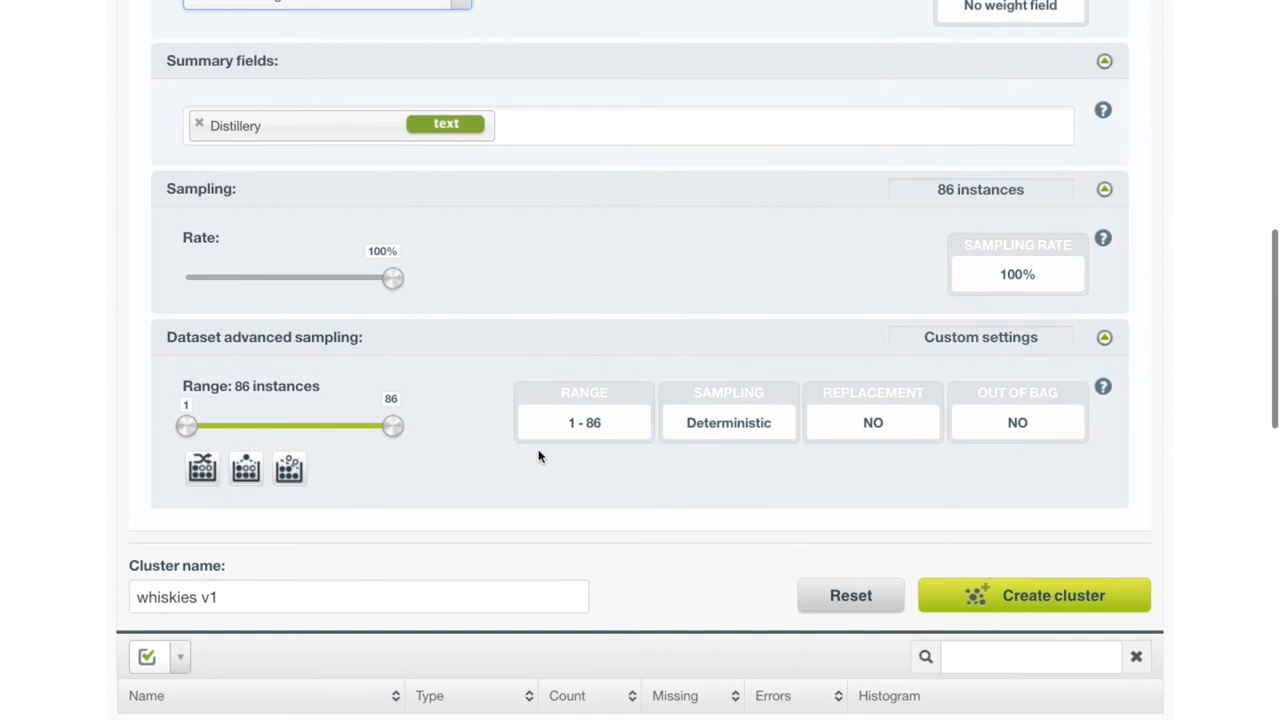 No weight field
Summary fields:
Distillery text
Sampling: 86 instances
Rate:
100%
SAMPLING RATE
100%
Dataset advanced sampling: Custom settings
Range: 86 instances
1 86
RANGE SAMPLING REPLACEMENT OUT OF BAG
1 - 86 Deterministic NO NO
Cluster name:
whiskies v1 Reset Create cluster
Name Type Count Missing Errors Histogram